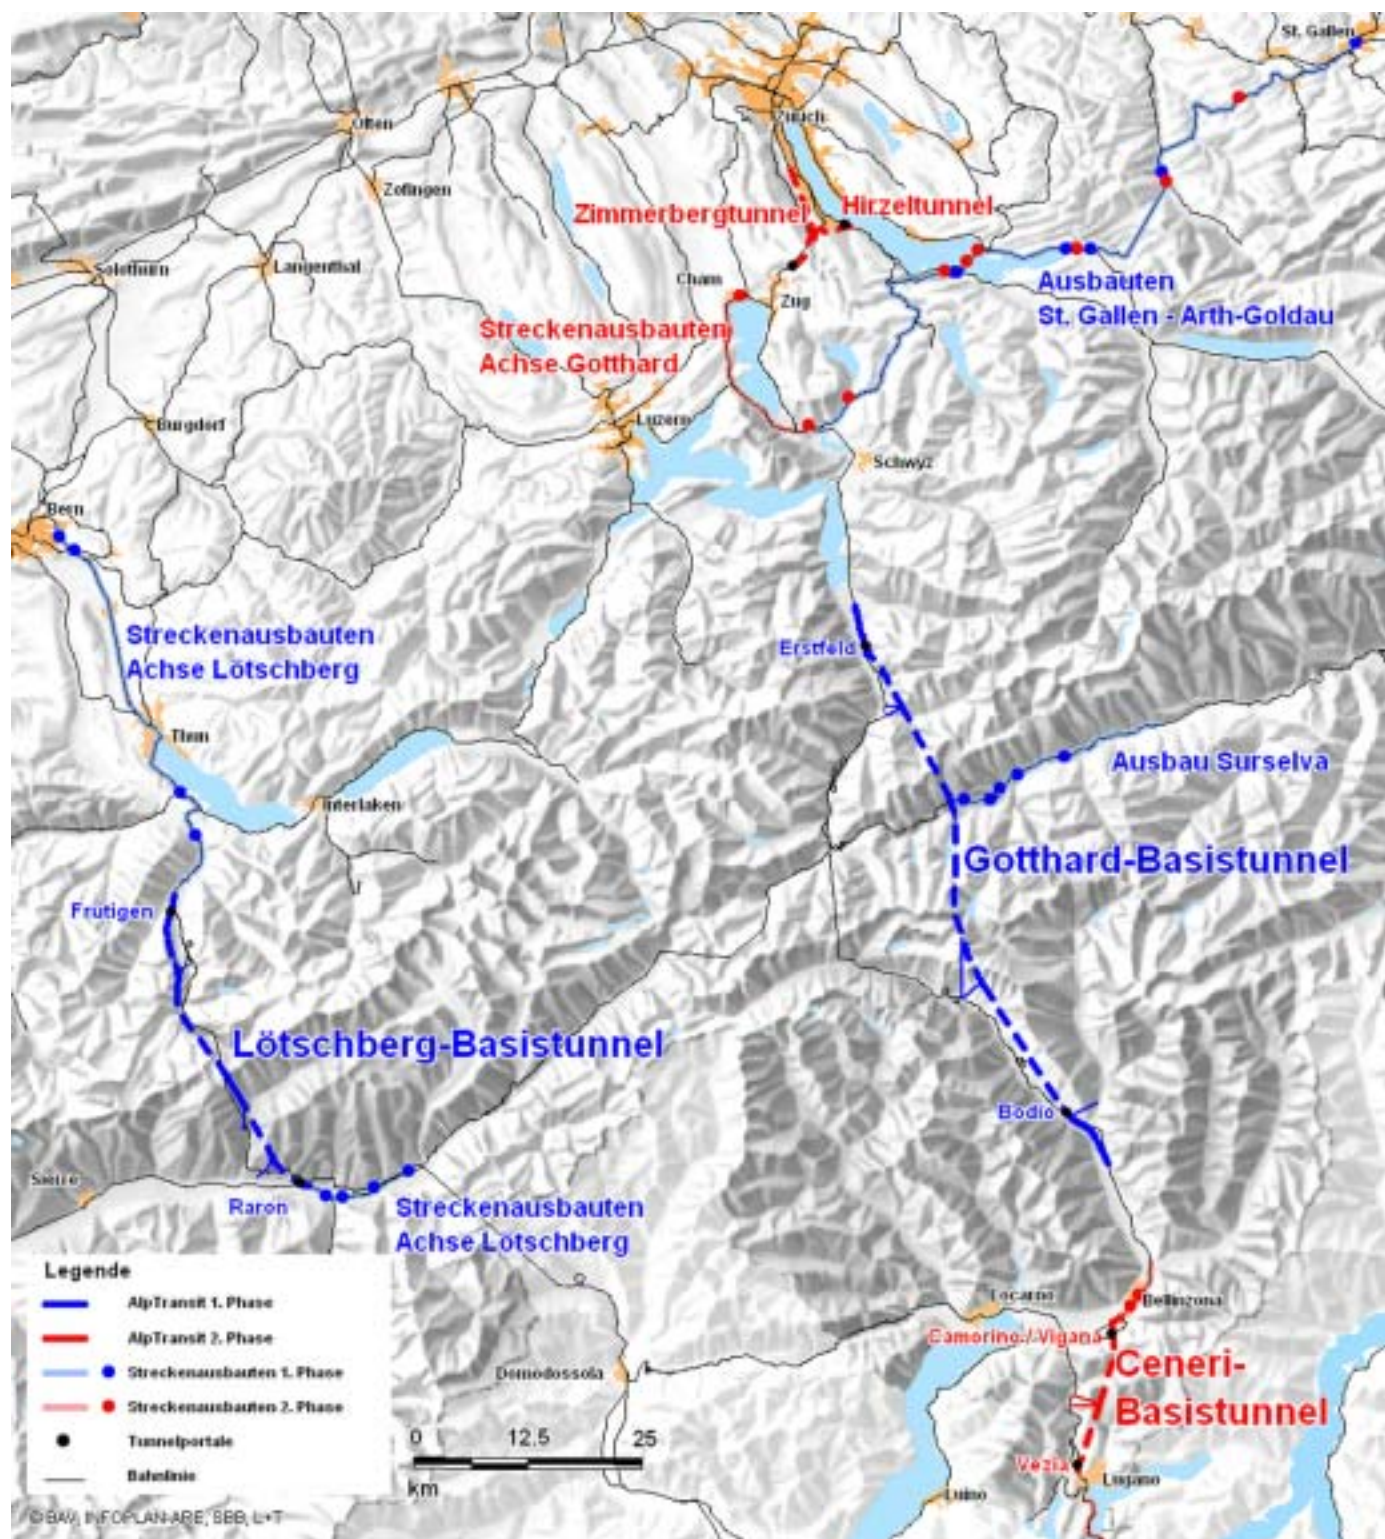 St. Gallen
Zürich
Olten
Zofingen
Zimmerbergtunnel
Hirzeltunnel
Solothurn
Langenthal
Cham
Zug
Ausbauten
St. Gallen - Arth-Goldau
Streckenausbauten
Achse Gotthard
Burgdorf
Luzern
Schwyz
Bern
Streckenausbauten
Achse Lötschberg
Erstfeld
Thun
Ausbau Surselva
Interlaken
Gotthard-Basistunnel
Frutigen
Lötschberg-Basistunnel
Bodio
Sierre
Raron
Streckenausbauten
Achse Lötschberg
Legende
AlpTransit 1. Phase
AlpTransit 2. Phase
Streckenausbauten 1. Phase
Streckenausbauten 2. Phase
Tunnelportale
Bahnlinie
Locarno
Bellinzona
Camorino / Vigana
Ceneri-
Basistunnel
Domodossola
0 12.5 25
km
Vezia
Lugano
Luino
© BAV, INFOPLAN-ARE, SBB, L+T